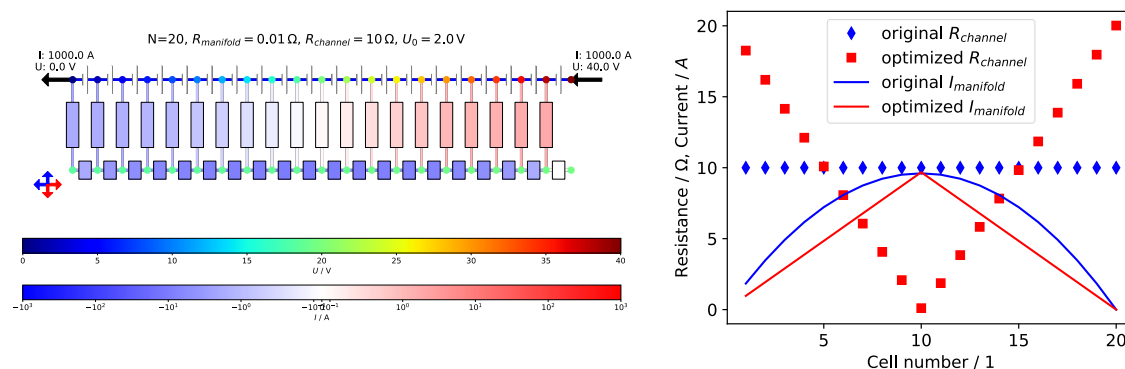 N=20, R_manifold = 0.01 Ω, R_channel = 10 Ω, U_0 = 2.0 V
I: 1000.0 A
U: 0.0 V
I: 1000.0 A
U: 40.0 V
0 5 10 15 20 25 30 35 40
U / V
−10³ −10² −10¹ −10⁰ 10⁰ 10¹ 10² 10³
I / A
20
15
10
5
0
Resistance / Ω, Current / A
original R_channel
optimized R_channel
original I_manifold
optimized I_manifold
5 10 15 20
Cell number / 1